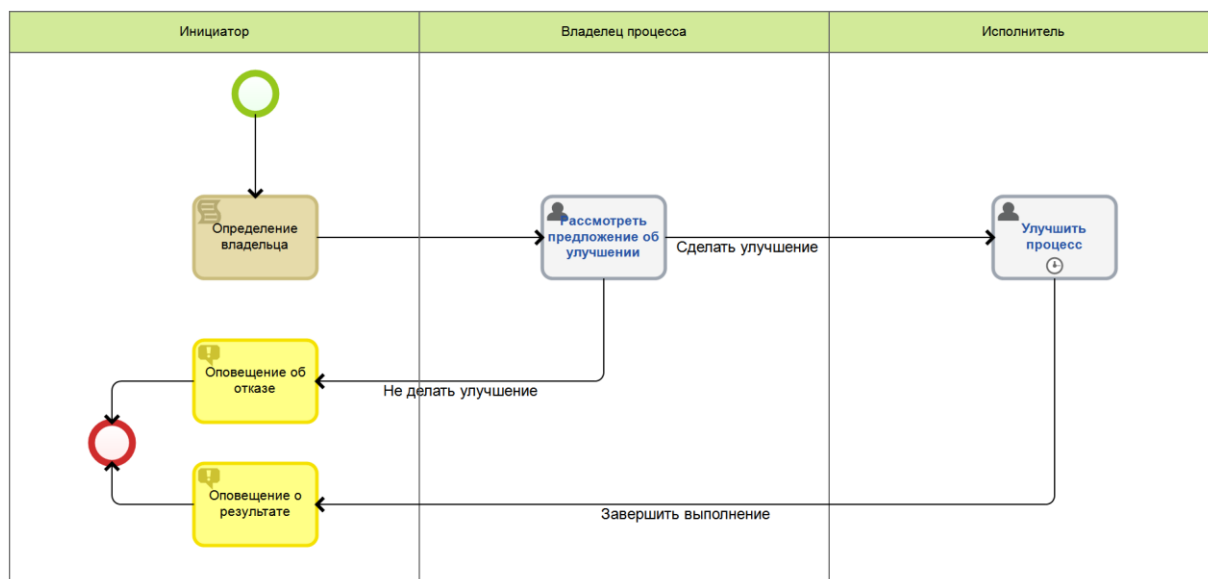 Инициатор
Владелец процесса
Исполнитель
Определение
владельца
Рассмотреть
предложение об
улучшении
Сделать улучшение
Улучшить
процесс
Оповещение об
отказе
Не делать улучшение
Оповещение о
результате
Завершить выполнение